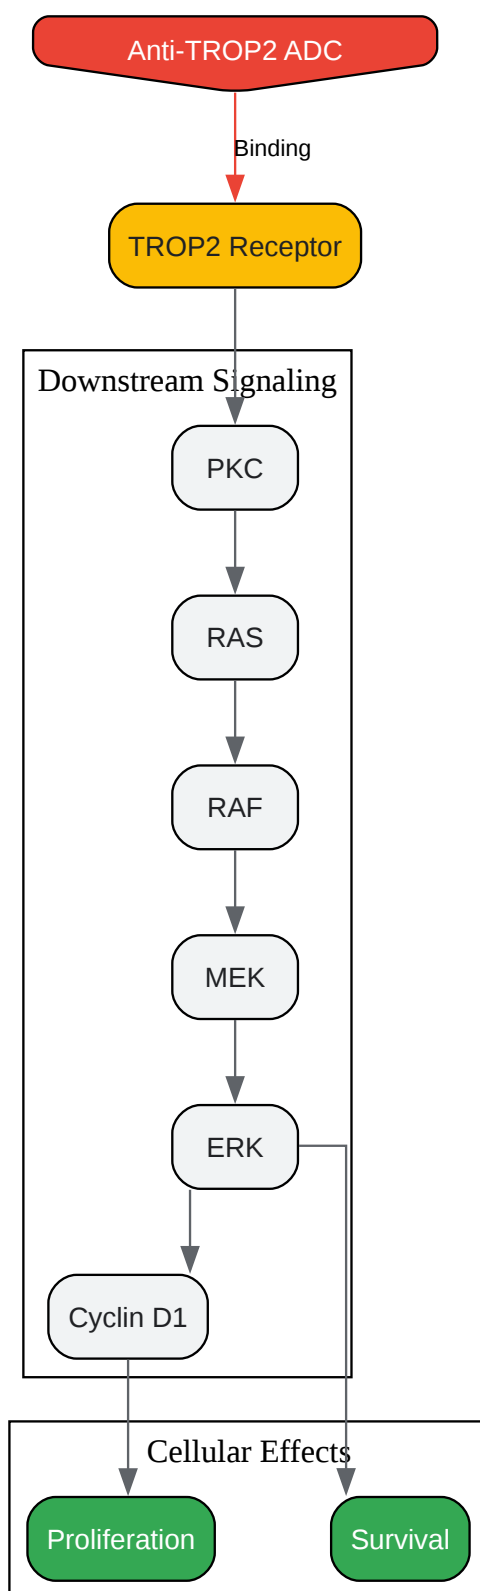 Anti-TROP2 ADC
Binding
TROP2 Receptor
Downstream Signaling
PKC
RAS
RAF
MEK
ERK
Cyclin D1
Cellular Effects
Proliferation
Survival